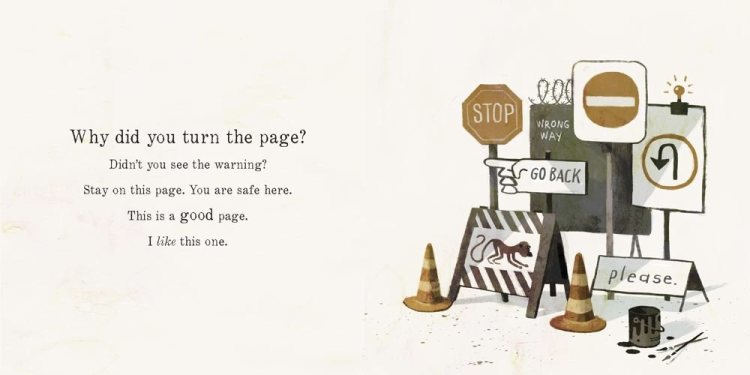 Why did you turn the page?
Didn't you see the warning?
Stay on this page. You are safe here.
This is a good page.
I like this one.
STOP
WRONG
WAY
GO BACK
please.